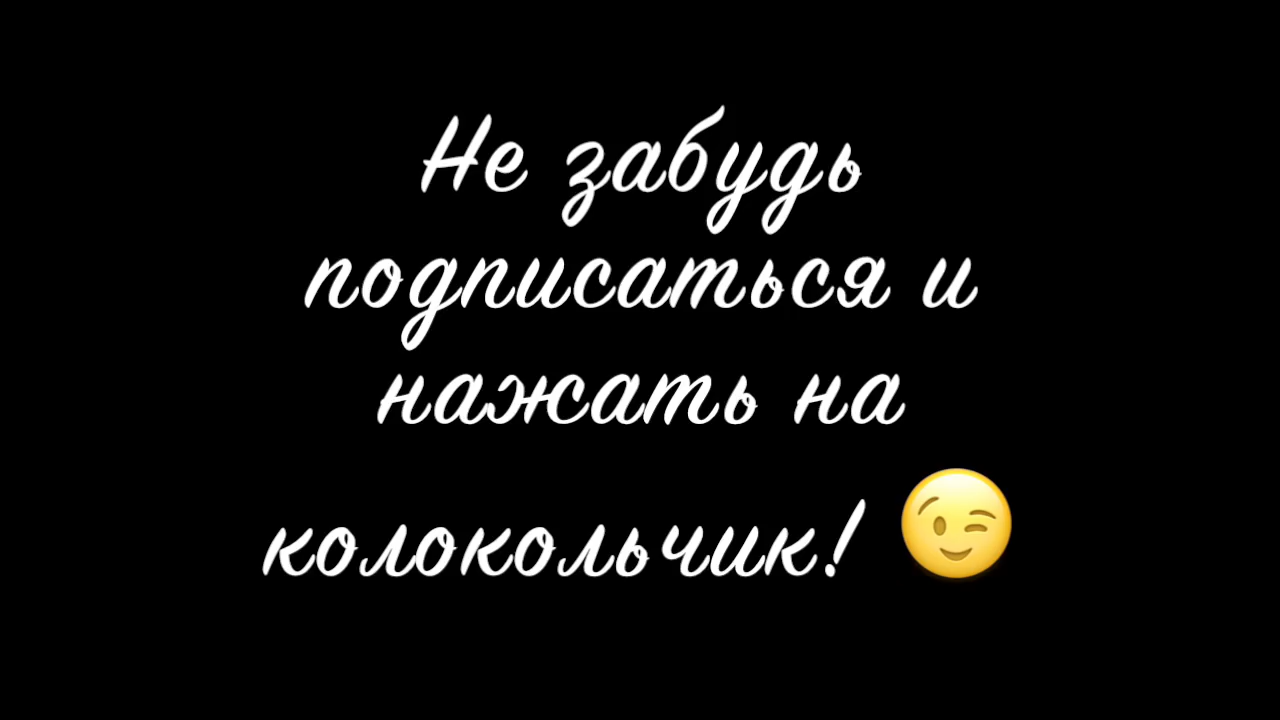 Не забудь
подписаться и
нажать на
колокольчик! 😉